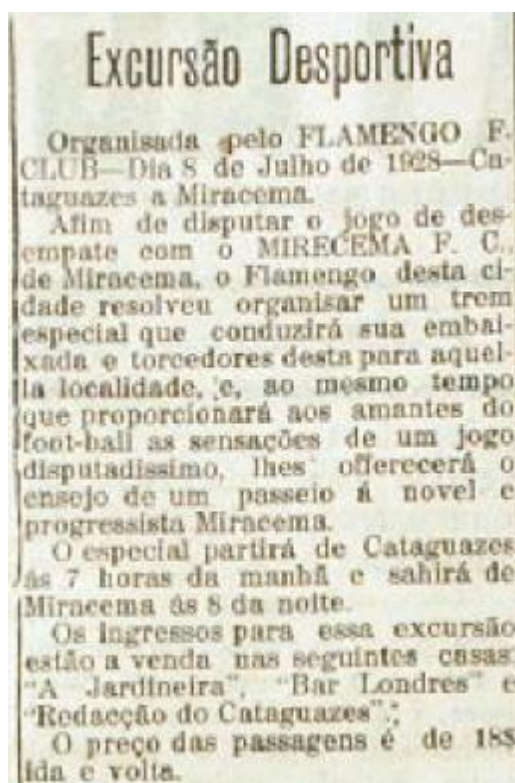 Excursão Desportiva
Organisada pelo FLAMENGO F.
CLUB—Dia 8 de Julho de 1928—Ca-
taguazes a Miracema.
Afim de disputar o jogo de des-
empate com o MIRECEMA F. C.,
de Miracema, o Flamengo desta ci-
dade resolveu organisar um trem
especial que conduzirá sua embai-
xada e torcedores desta para aquel-
la localidade, e, ao mesmo tempo
que proporcionará aos amantes do
foot-ball as sensações de um jogo
disputadissimo, lhes offerecerá o
ensejo de um passeio á novel e
progressista Miracema.
O especial partirá de Cataguazes
ás 7 horas da manhã e sahirá de
Miracema ás 8 da noite.
Os ingressos para essa excursão
estão a venda nas seguintes casas:
"A Jardineira", "Bar Londres" e
"Redacção do Cataguazes".;
O preço das passagens é de 18$
ida e volta.